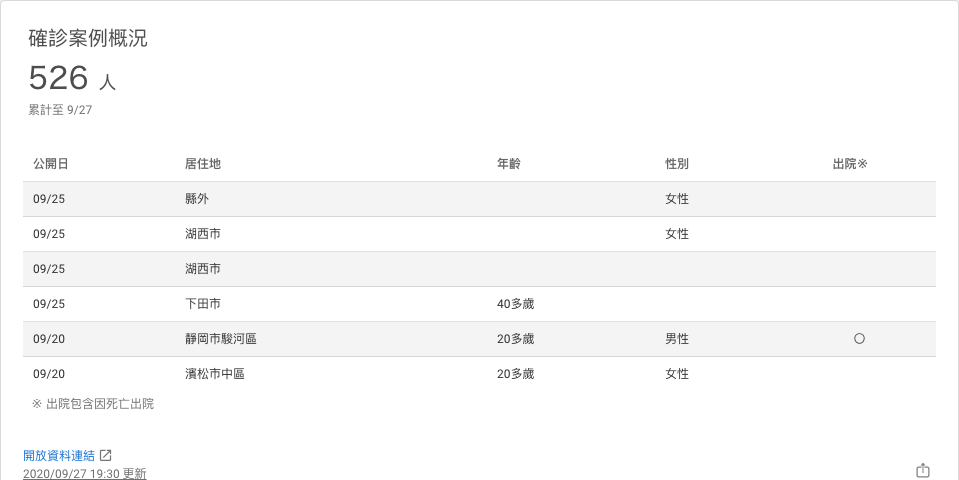 確診案例概況
526 人
累計至 9/27
公開日 居住地 年齡 性別 出院※
09/25 縣外 女性
09/25 湖西市 女性
09/25 湖西市
09/25 下田市 40多歲
09/20 靜岡市駿河區 20多歲 男性 〇
09/20 濱松市中區 20多歲 女性
※ 出院包含因死亡出院
開放資料連結
2020/09/27 19:30 更新